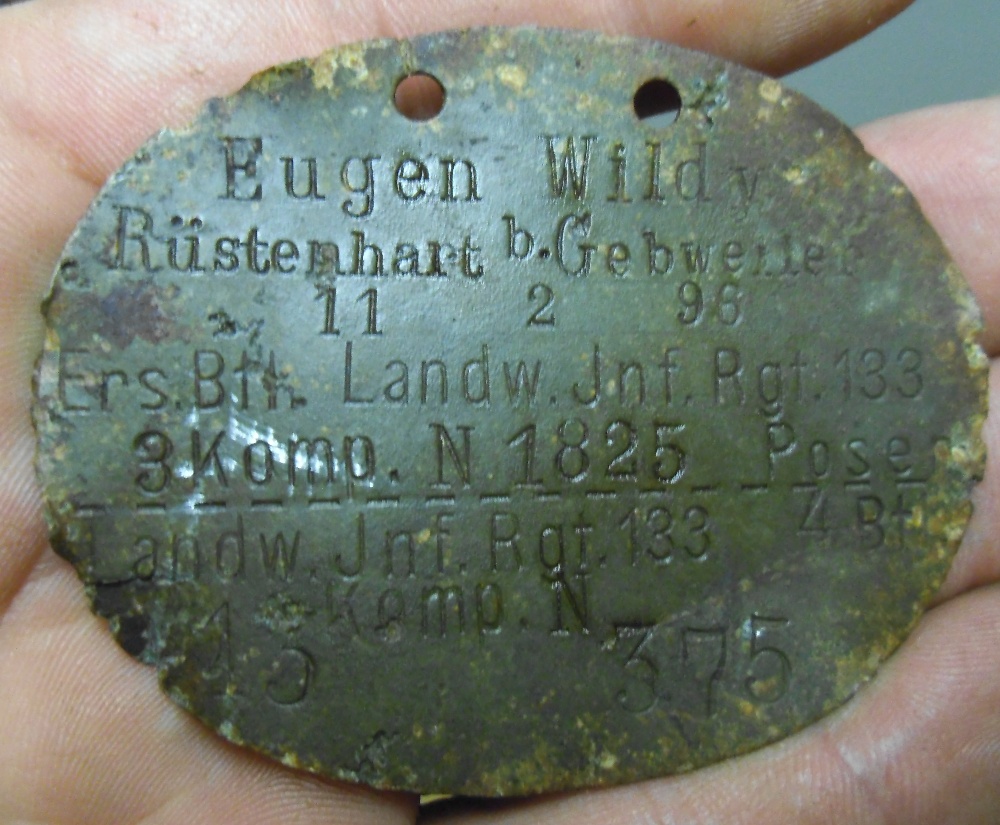 Eugen Wildy
Rüstenhart b. Gebweiler
11 2 96
Ers. Btl. Landw. Jnf. Rgt. 133
3 Komp. N 1825 Posen
Landw. Jnf. Rgt. 133 4. Bt
Komp. N
13 375